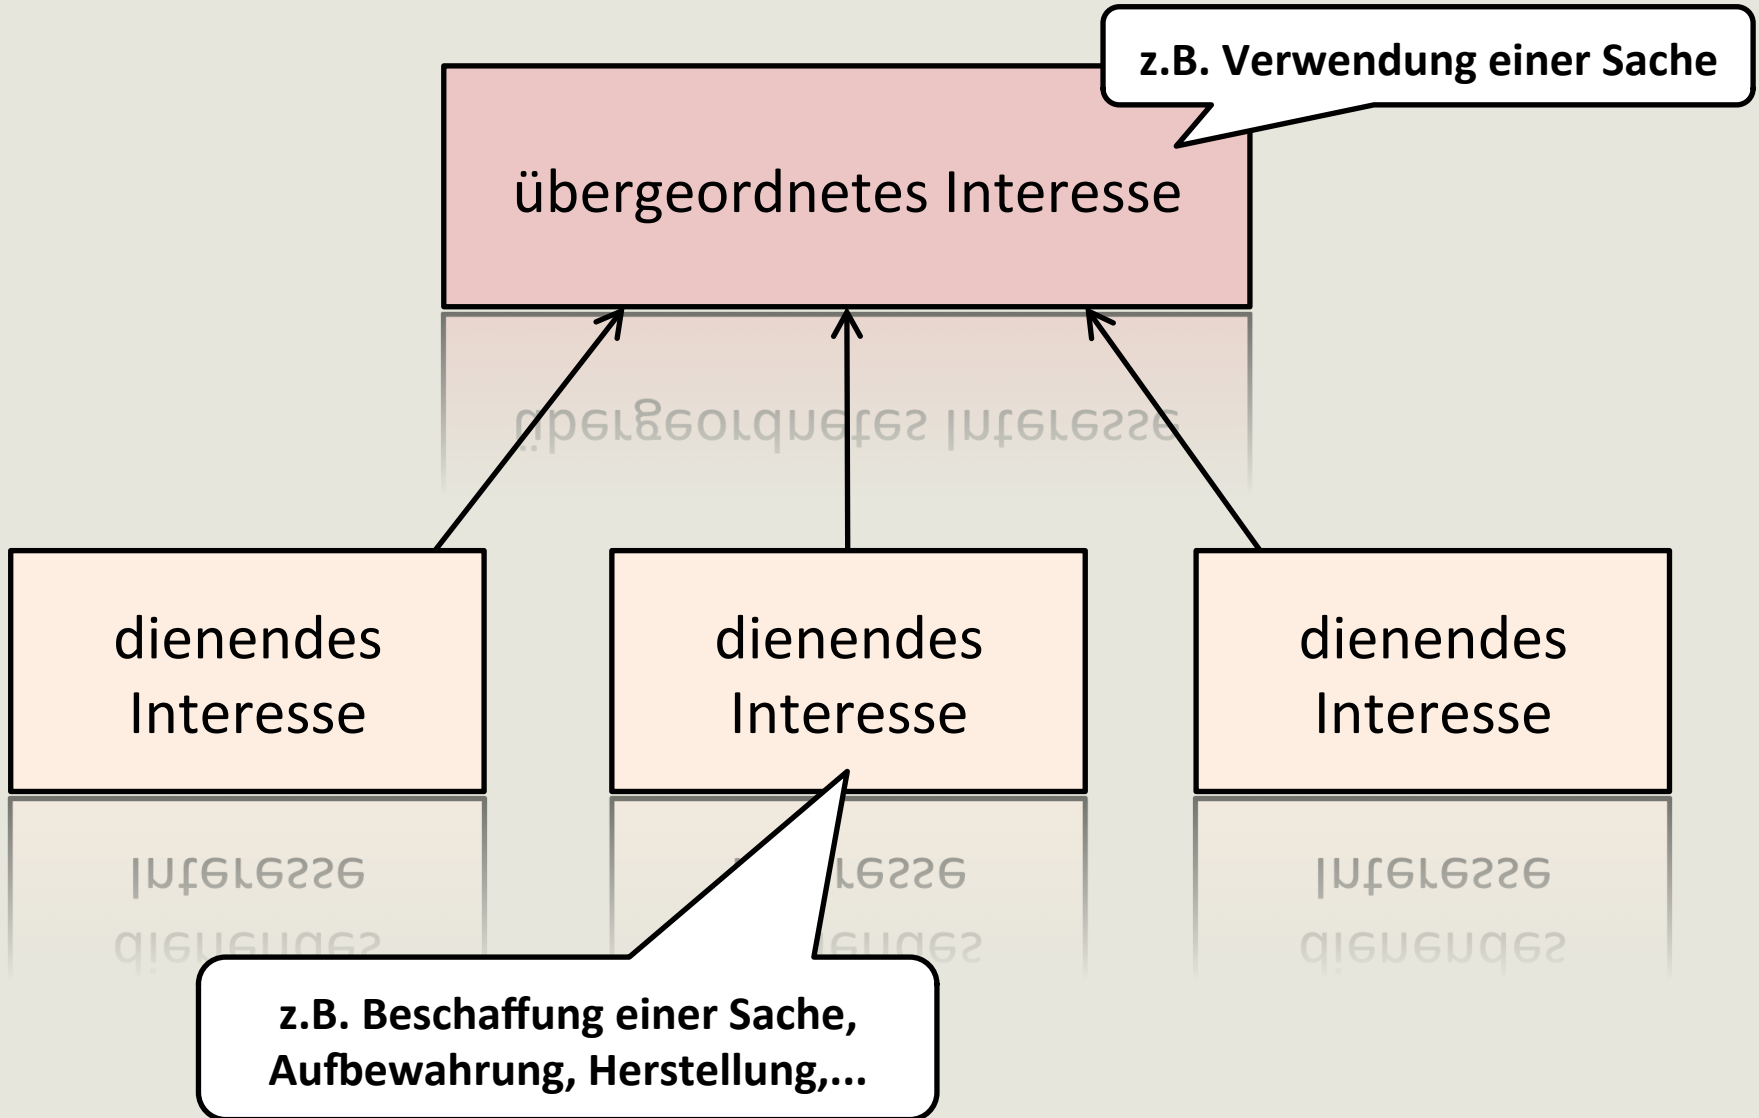 z.B. Verwendung einer Sache
übergeordnetes Interesse
dienendes
Interesse
dienendes
Interesse
dienendes
Interesse
z.B. Beschaffung einer Sache,
Aufbewahrung, Herstellung,...